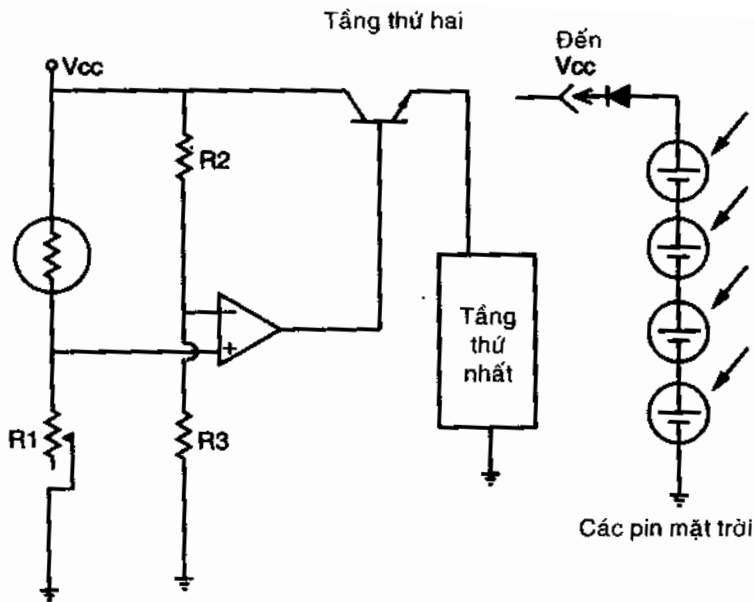 Tầng thứ hai
Vcc
Đến
Vcc
R2
−
+
Tầng
thứ
nhất
R1
R3
Các pin mặt trời